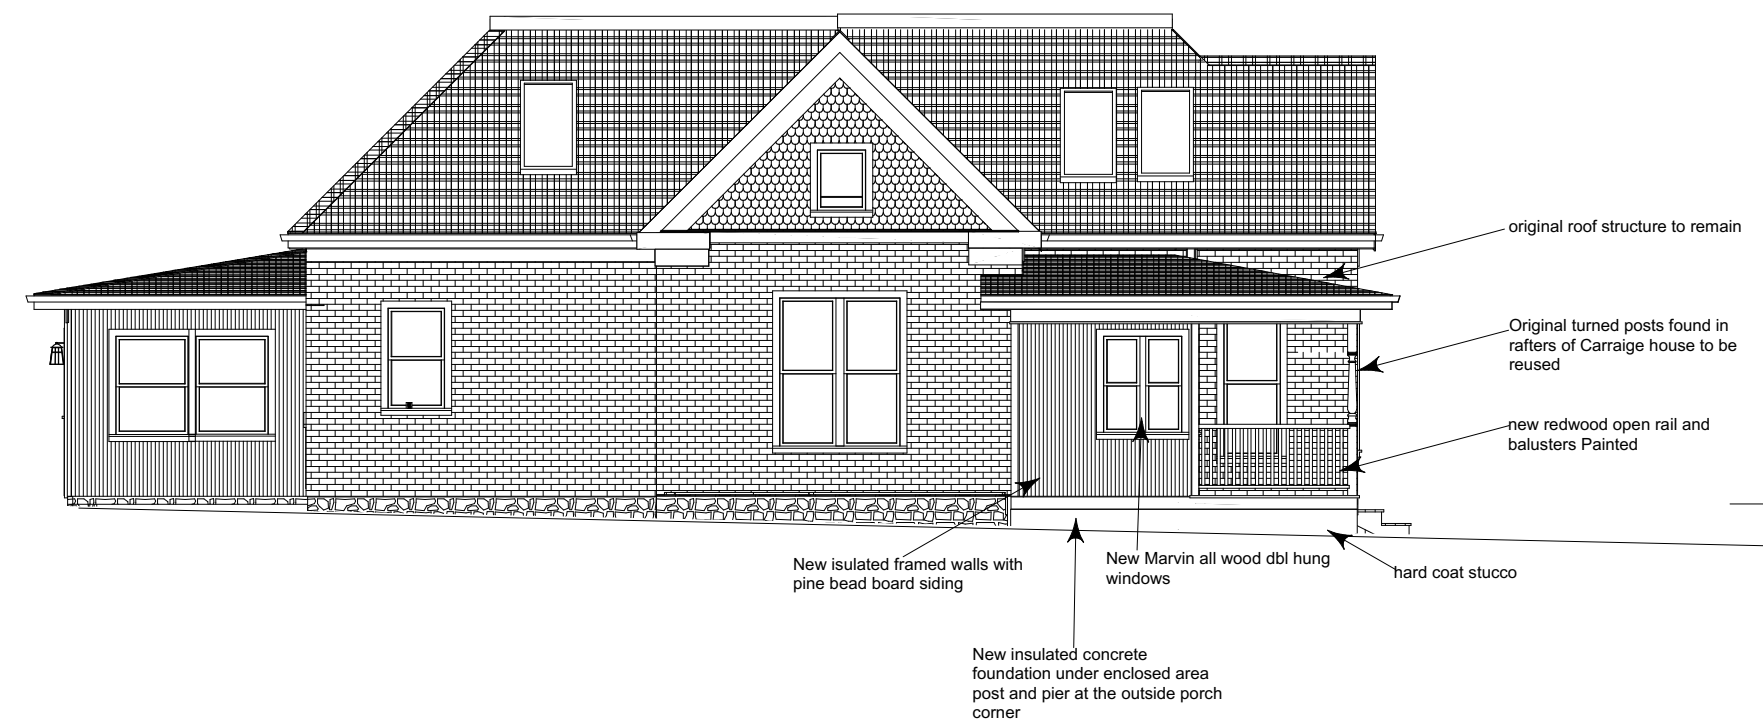 original roof structure to remain
Original turned posts found in
rafters of Carraige house to be
reused
new redwood open rail and
balusters Painted
New isulated framed walls with
pine bead board siding
New Marvin all wood dbl hung
windows
hard coat stucco
New insulated concrete
foundation under enclosed area
post and pier at the outside porch
corner